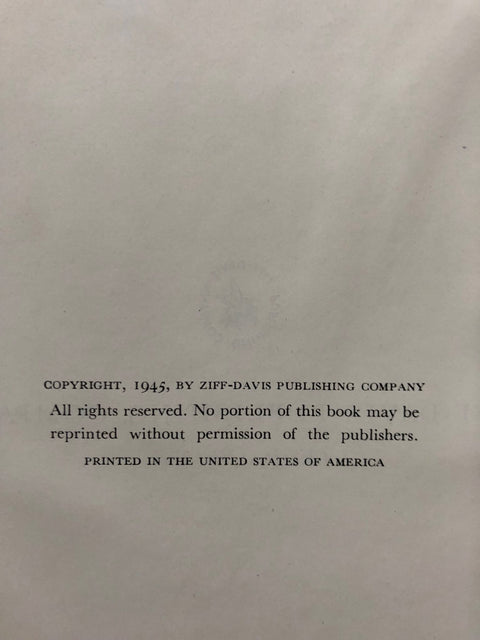 COPYRIGHT, 1945, BY ZIFF-DAVIS PUBLISHING COMPANY
All rights reserved. No portion of this book may be
reprinted without permission of the publishers.
PRINTED IN THE UNITED STATES OF AMERICA